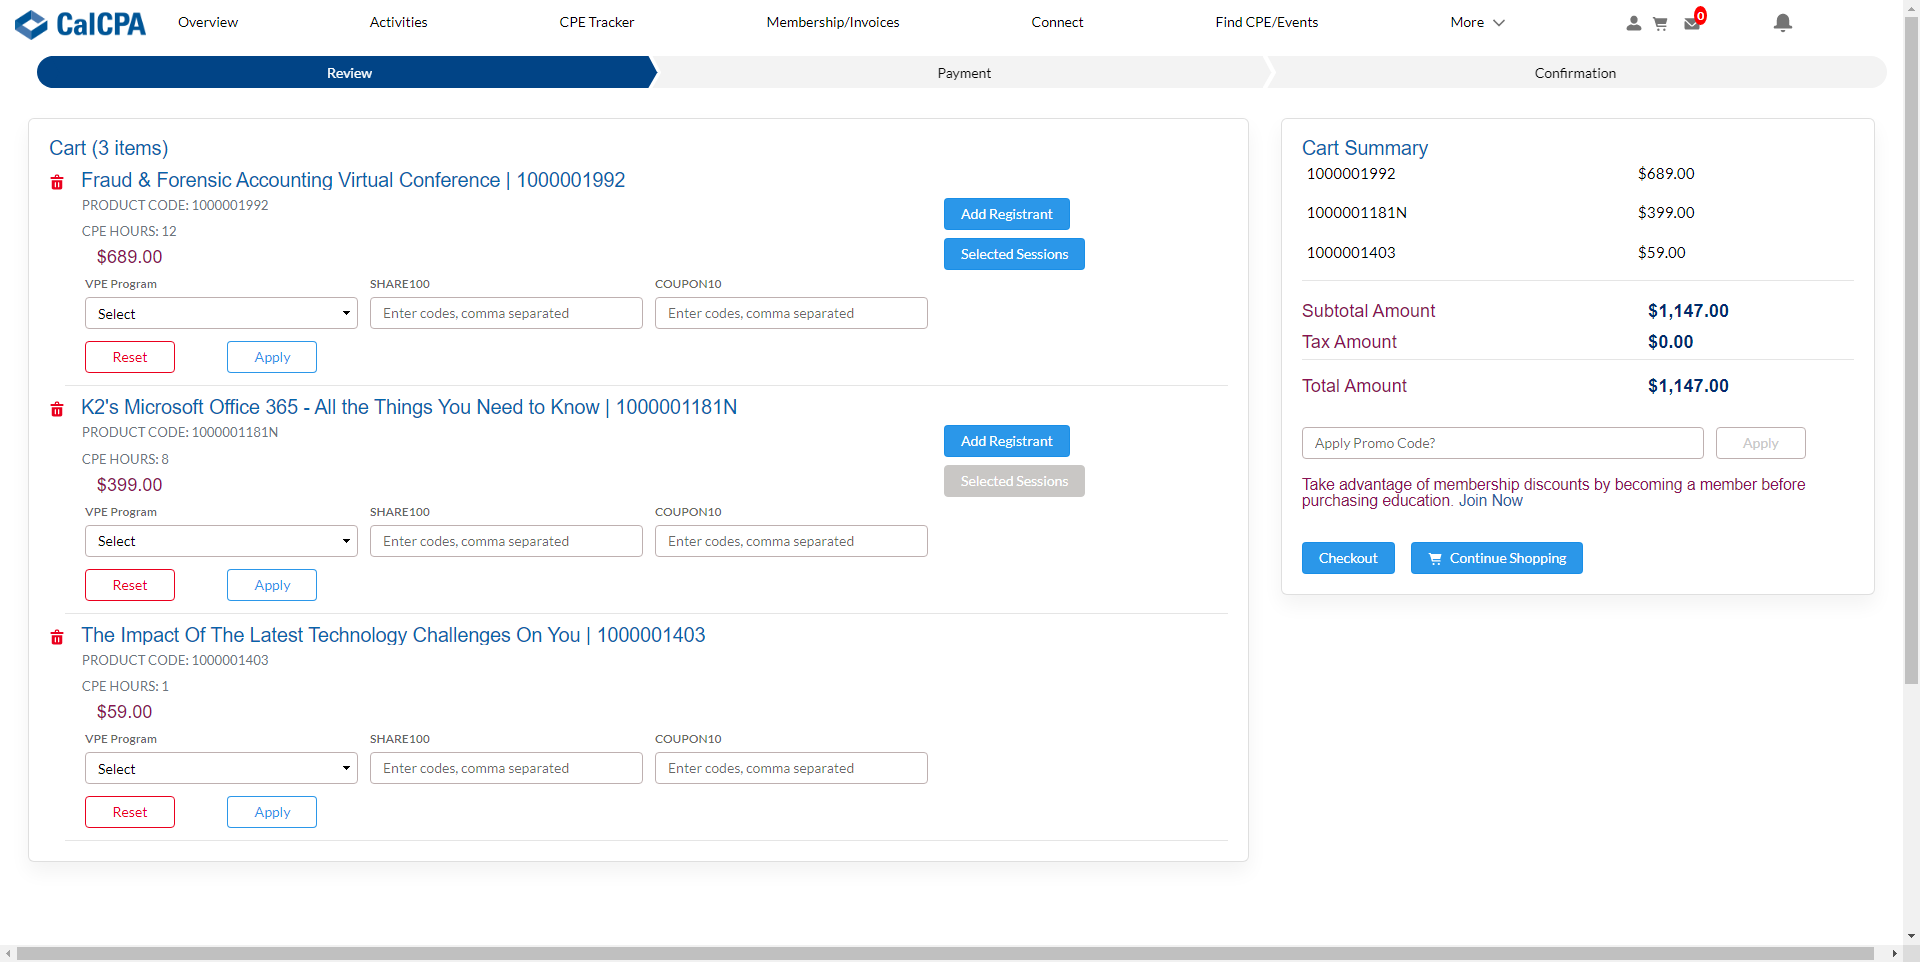 CalCPA
Overview
Activities
CPE Tracker
Membership/Invoices
Connect
Find CPE/Events
More
0
Review
Payment
Confirmation
Cart (3 items)
Fraud & Forensic Accounting Virtual Conference | 1000001992
PRODUCT CODE: 1000001992
CPE HOURS: 12
$689.00
Add Registrant
Selected Sessions
VPE Program
SHARE100
COUPON10
Select
Enter codes, comma separated
Enter codes, comma separated
Reset
Apply
K2's Microsoft Office 365 - All the Things You Need to Know | 1000001181N
PRODUCT CODE: 1000001181N
CPE HOURS: 8
$399.00
Add Registrant
Selected Sessions
VPE Program
SHARE100
COUPON10
Select
Enter codes, comma separated
Enter codes, comma separated
Reset
Apply
The Impact Of The Latest Technology Challenges On You | 1000001403
PRODUCT CODE: 1000001403
CPE HOURS: 1
$59.00
VPE Program
SHARE100
COUPON10
Select
Enter codes, comma separated
Enter codes, comma separated
Reset
Apply
Cart Summary
1000001992 $689.00
1000001181N $399.00
1000001403 $59.00
Subtotal Amount $1,147.00
Tax Amount $0.00
Total Amount $1,147.00
Apply Promo Code?
Apply
Take advantage of membership discounts by becoming a member before
purchasing education. Join Now
Checkout
Continue Shopping